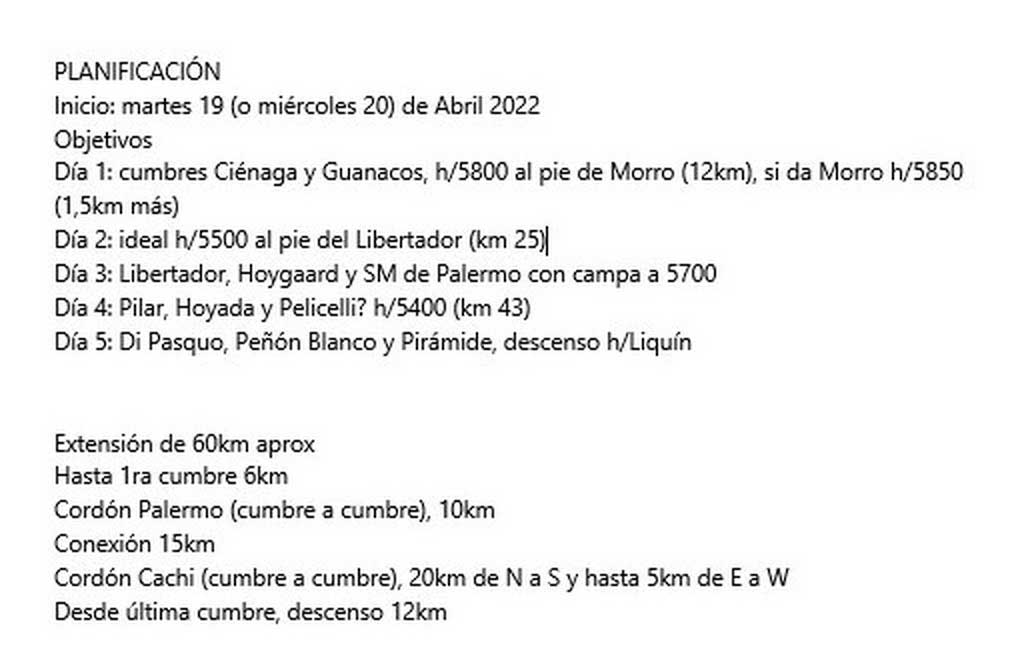 PLANIFICACIÓN
Inicio: martes 19 (o miércoles 20) de Abril 2022
Objetivos
Día 1: cumbres Ciénaga y Guanacos, h/5800 al pie de Morro (12km), si da Morro h/5850
(1,5km más)
Día 2: ideal h/5500 al pie del Libertador (km 25)
Día 3: Libertador, Hoygaard y SM de Palermo con campa a 5700
Día 4: Pilar, Hoyada y Pelicelli? h/5400 (km 43)
Día 5: Di Pasquo, Peñón Blanco y Pirámide, descenso h/Liquín
Extensión de 60km aprox
Hasta 1ra cumbre 6km
Cordón Palermo (cumbre a cumbre), 10km
Conexión 15km
Cordón Cachi (cumbre a cumbre), 20km de N a S y hasta 5km de E a W
Desde última cumbre, descenso 12km